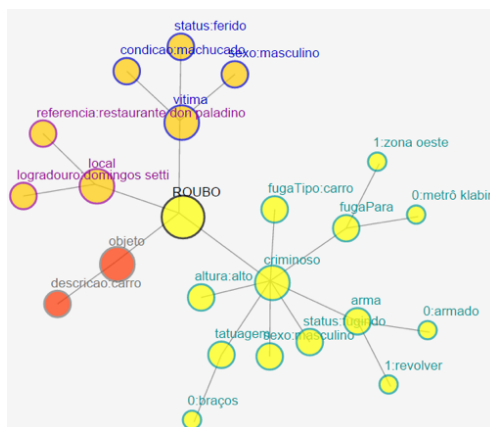 status:ferido
condicao:machucado
sexo:masculino
vitima
referencia:restaurante don paladino
local
logradouro:domingos setti
ROUBO
objeto
descricao:carro
1:zona oeste
fugaTipo:carro
fugaPara
0:metrô klabin
criminoso
altura:alto
arma
status:fugindo
0:armado
tatuagem
sexo:masculino
1:revolver
0:braços